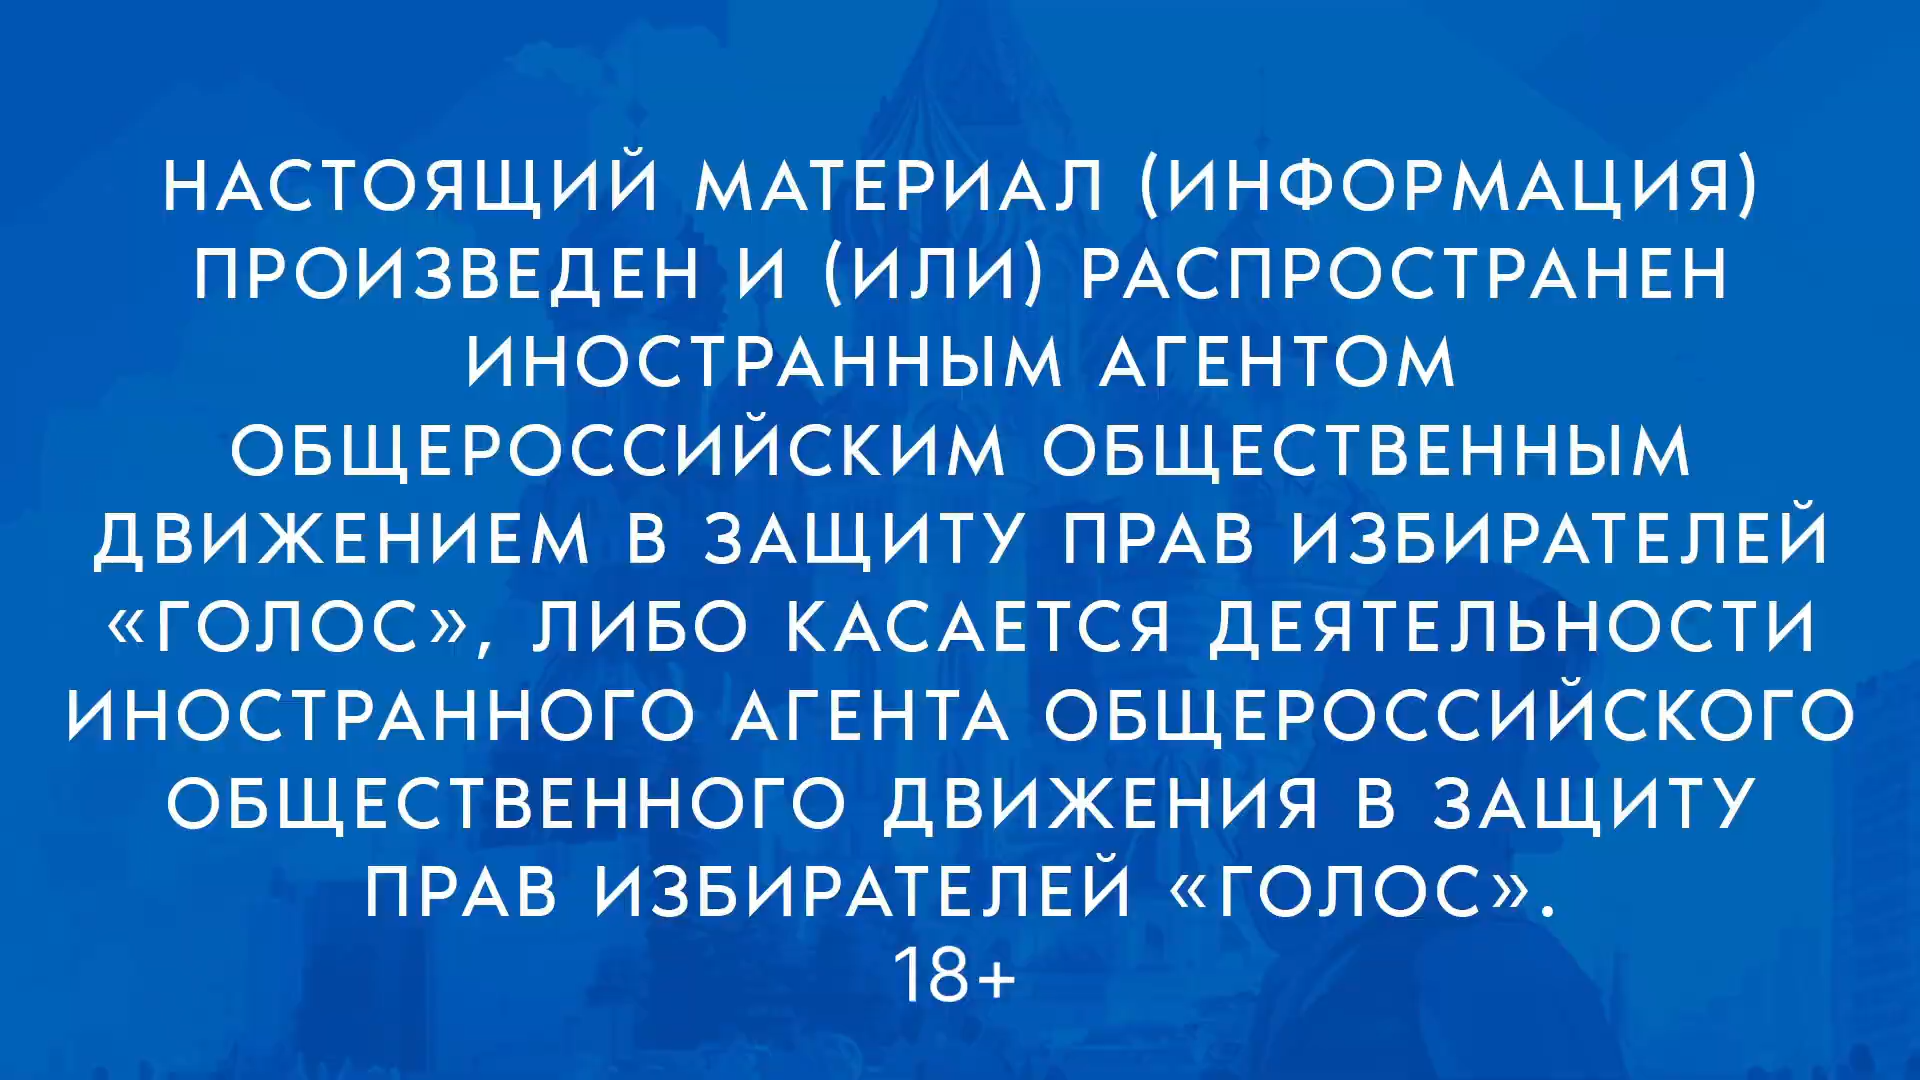 НАСТОЯЩИЙ МАТЕРИАЛ (ИНФОРМАЦИЯ)
ПРОИЗВЕДЕН И (ИЛИ) РАСПРОСТРАНЕН
ИНОСТРАННЫМ АГЕНТОМ
ОБЩЕРОССИЙСКИМ ОБЩЕСТВЕННЫМ
ДВИЖЕНИЕМ В ЗАЩИТУ ПРАВ ИЗБИРАТЕЛЕЙ
«ГОЛОС», ЛИБО КАСАЕТСЯ ДЕЯТЕЛЬНОСТИ
ИНОСТРАННОГО АГЕНТА ОБЩЕРОССИЙСКОГО
ОБЩЕСТВЕННОГО ДВИЖЕНИЯ В ЗАЩИТУ
ПРАВ ИЗБИРАТЕЛЕЙ «ГОЛОС».
18+